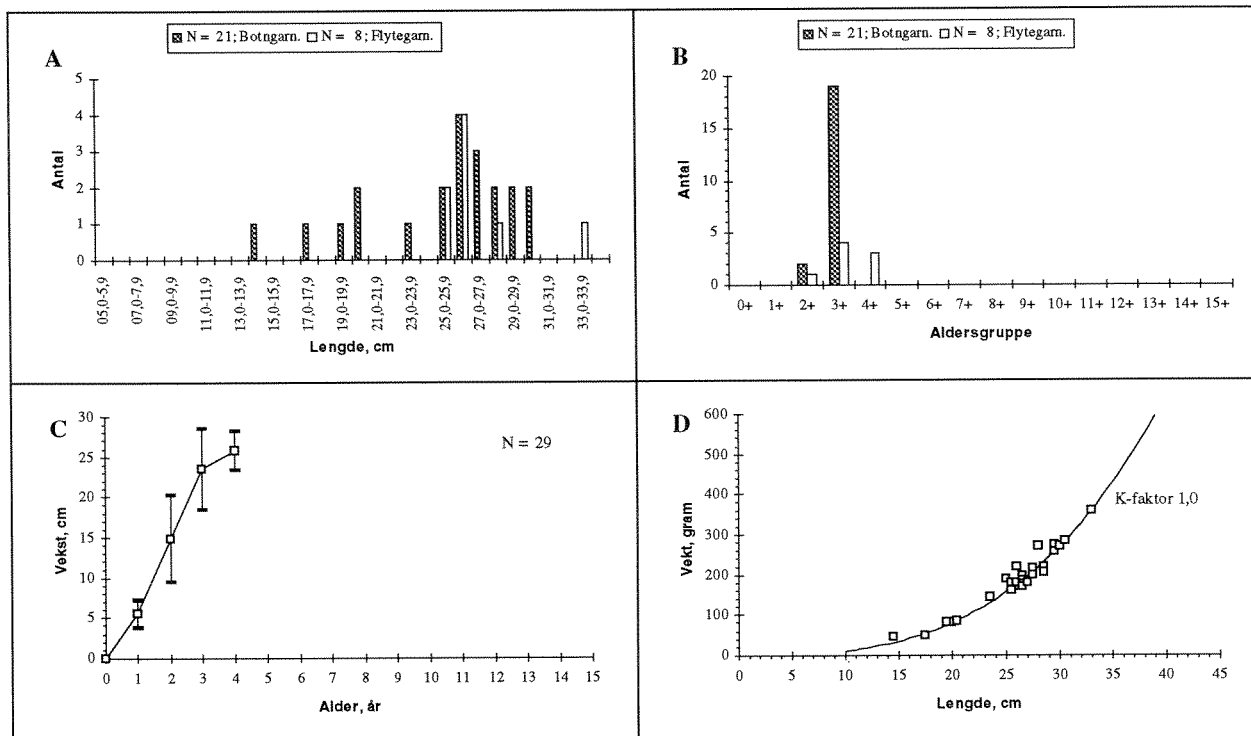 N = 21; Botngarn. N = 8; Flytegarn.
A
5
4
3
2
1
0
Antal
05,0-5,9
07,0-7,9
09,0-9,9
11,0-11,9
13,0-13,9
15,0-15,9
17,0-17,9
19,0-19,9
21,0-21,9
23,0-23,9
25,0-25,9
27,0-27,9
29,0-29,9
31,0-31,9
33,0-33,9
Lengde, cm
N = 21; Botngarn. N = 8; Flytegarn.
B
20
15
10
5
0
Antal
0+ 1+ 2+ 3+ 4+ 5+ 6+ 7+ 8+ 9+ 10+ 11+ 12+ 13+ 14+ 15+
Aldersgruppe
C
N = 29
30
25
20
15
10
5
0
Vekst, cm
0 1 2 3 4 5 6 7 8 9 10 11 12 13 14 15
Alder, år
D
600
500
400
300
200
100
0
Vekt, gram
K-faktor 1,0
0 5 10 15 20 25 30 35 40 45
Lengde, cm